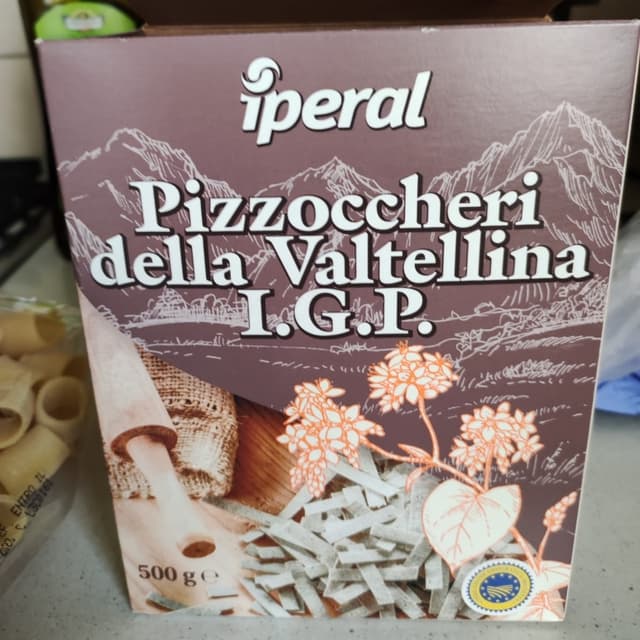 iperal
Pizzoccheri
della Valtellina
I.G.P.
500 g ℮